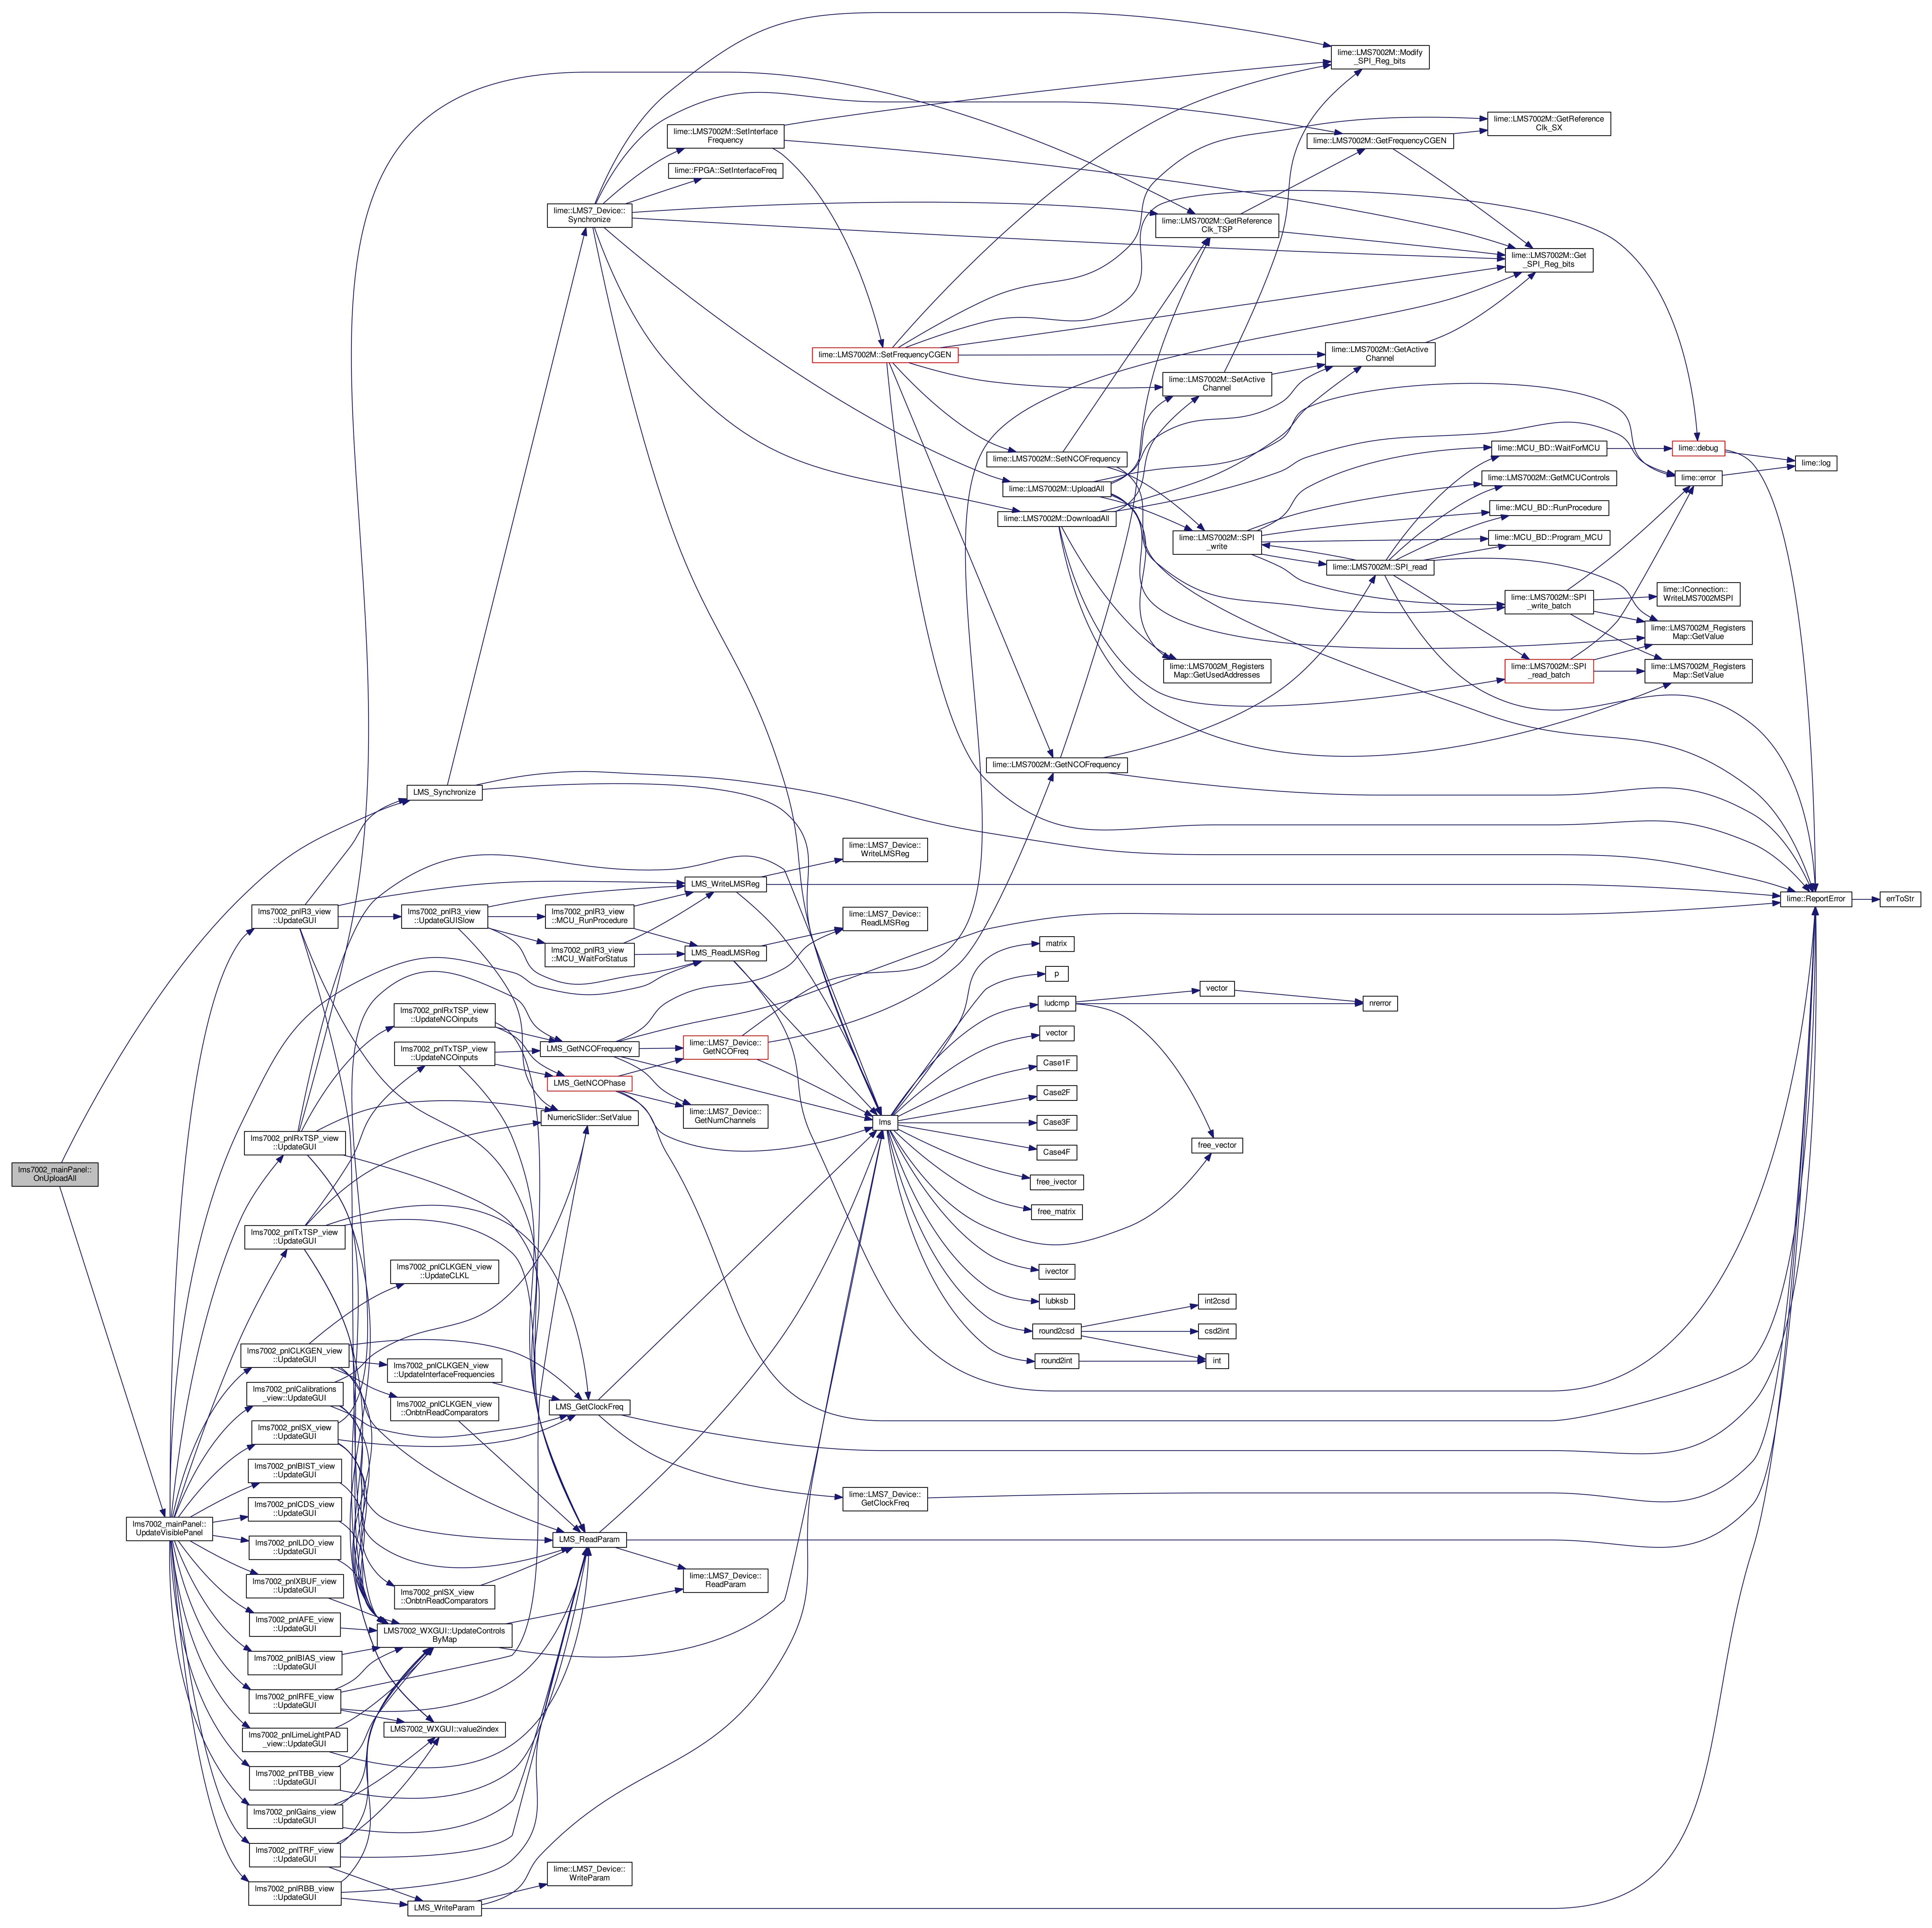 lime::LMS7002M::Modify
_SPI_Reg_bits
lime::LMS7002M::GetReference
Clk_SX
lime::LMS7002M::SetInterface
Frequency
lime::LMS7002M::GetFrequencyCGEN
lime::FPGA::SetInterfaceFreq
lime::LMS7_Device::
Synchronize
lime::LMS7002M::GetReference
Clk_TSP
lime::LMS7002M::Get
_SPI_Reg_bits
lime::LMS7002M::SetFrequencyCGEN
lime::LMS7002M::GetActive
Channel
lime::LMS7002M::SetActive
Channel
lime::MCU_BD::WaitForMCU
lime::debug
lime::log
lime::LMS7002M::SetNCOFrequency
lime::LMS7002M::GetMCUControls
lime::error
lime::LMS7002M::UploadAll
lime::MCU_BD::RunProcedure
lime::LMS7002M::DownloadAll
lime::LMS7002M::SPI
_write
lime::MCU_BD::Program_MCU
lime::LMS7002M::SPI_read
lime::IConnection::
WriteLMS7002MSPI
lime::LMS7002M::SPI
_write_batch
lime::LMS7002M_Registers
Map::GetValue
lime::LMS7002M_Registers
Map::GetUsedAddresses
lime::LMS7002M::SPI
_read_batch
lime::LMS7002M_Registers
Map::SetValue
lime::LMS7002M::GetNCOFrequency
LMS_Synchronize
lime::LMS7_Device::
WriteLMSReg
LMS_WriteLMSReg
lime::ReportError
errToStr
lms7002_pnlR3_view
::UpdateGUI
lms7002_pnlR3_view
::UpdateGUISlow
lms7002_pnlR3_view
::MCU_RunProcedure
lime::LMS7_Device::
ReadLMSReg
matrix
lms7002_pnlR3_view
::MCU_WaitForStatus
LMS_ReadLMSReg
p
vector
ludcmp
nrerror
lms7002_pnlRxTSP_view
::UpdateNCOinputs
vector
lms7002_pnlTxTSP_view
::UpdateNCOinputs
LMS_GetNCOFrequency
lime::LMS7_Device::
GetNCOFreq
Case1F
LMS_GetNCOPhase
Case2F
NumericSlider::SetValue
lime::LMS7_Device::
GetNumChannels
lms
Case3F
lms7002_pnlRxTSP_view
::UpdateGUI
Case4F
free_vector
lms7002_mainPanel::
OnUploadAll
free_ivector
free_matrix
lms7002_pnlTxTSP_view
::UpdateGUI
lms7002_pnlCLKGEN_view
::UpdateCLKL
ivector
lubksb
int2csd
round2csd
csd2int
lms7002_pnlCLKGEN_view
::UpdateGUI
lms7002_pnlCLKGEN_view
::UpdateInterfaceFrequencies
round2int
int
lms7002_pnlCalibrations
_view::UpdateGUI
lms7002_pnlCLKGEN_view
::OnbtnReadComparators
LMS_GetClockFreq
lms7002_pnlSX_view
::UpdateGUI
lms7002_pnlBIST_view
::UpdateGUI
lime::LMS7_Device::
GetClockFreq
lms7002_pnlCDS_view
::UpdateGUI
lms7002_mainPanel::
UpdateVisiblePanel
LMS_ReadParam
lms7002_pnlLDO_view
::UpdateGUI
lime::LMS7_Device::
ReadParam
lms7002_pnlXBUF_view
::UpdateGUI
lms7002_pnlSX_view
::OnbtnReadComparators
lms7002_pnlAFE_view
::UpdateGUI
LMS7002_WXGUI::UpdateControls
ByMap
lms7002_pnlBIAS_view
::UpdateGUI
lms7002_pnlRFE_view
::UpdateGUI
LMS7002_WXGUI::value2index
lms7002_pnlLimeLightPAD
_view::UpdateGUI
lms7002_pnlTBB_view
::UpdateGUI
lms7002_pnlGains_view
::UpdateGUI
lms7002_pnlTRF_view
::UpdateGUI
lime::LMS7_Device::
WriteParam
lms7002_pnlRBB_view
::UpdateGUI
LMS_WriteParam